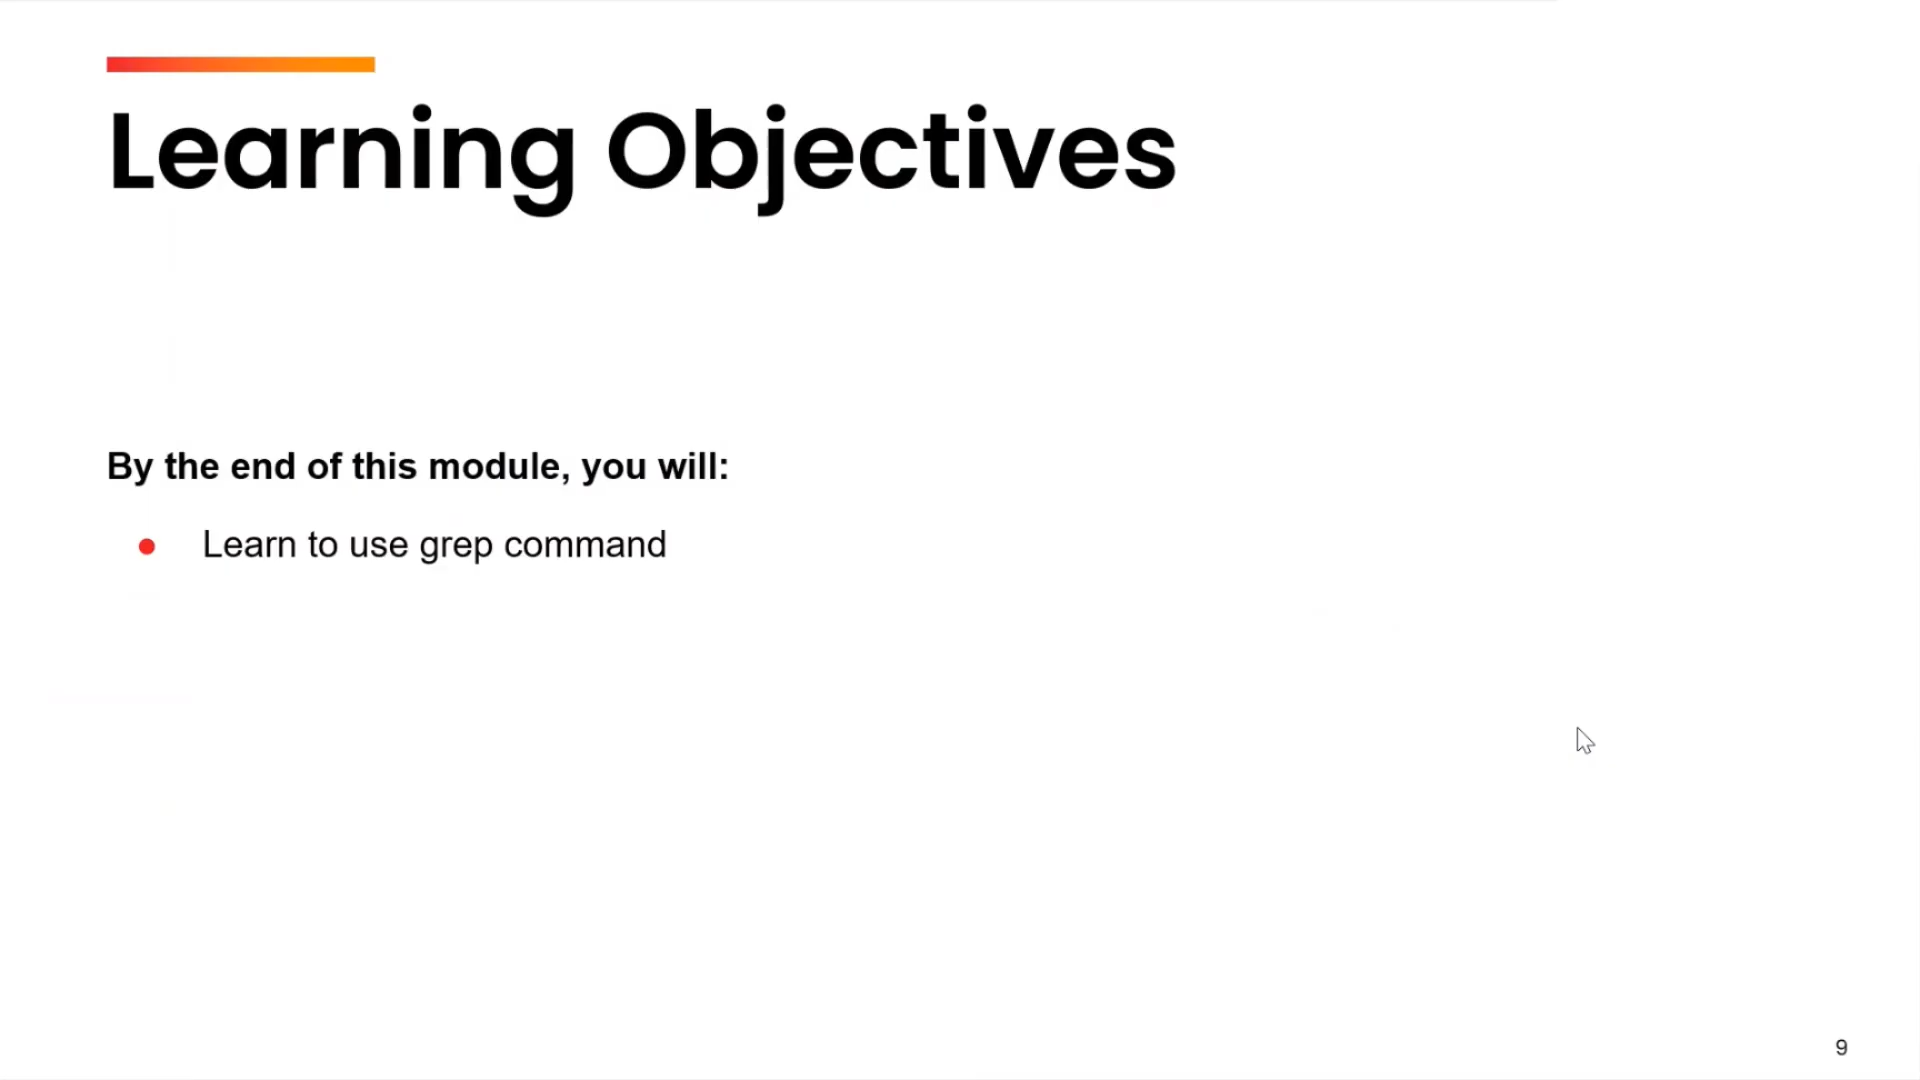 Learning Objectives
By the end of this module, you will:
● Learn to use grep command
9